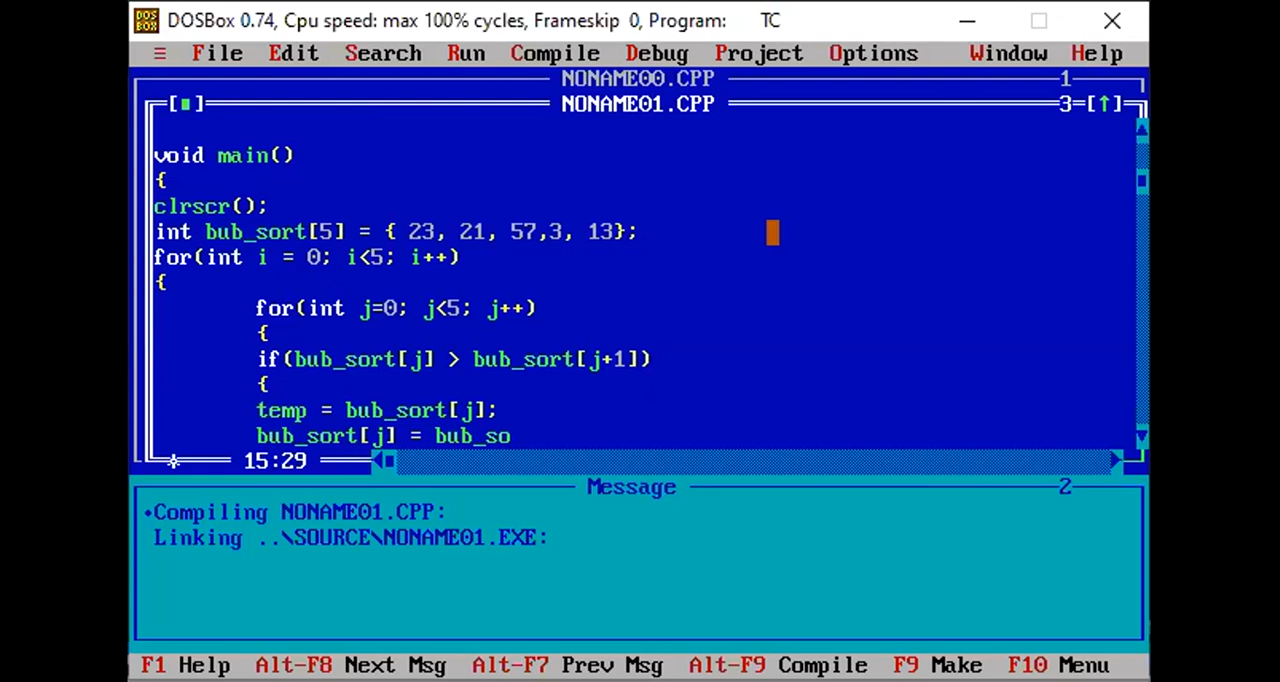 DOS BOX DOSBox 0.74, Cpu speed: max 100% cycles, Frameskip 0, Program: TC
≡ File Edit Search Run Compile Debug Project Options Window Help
NONAME00.CPP 1
[■] NONAME01.CPP 3=[↑]
void main()
{
clrscr();
int bub_sort[5] = { 23, 21, 57,3, 13};
for(int i = 0; i<5; i++)
{
for(int j=0; j<5; j++)
{
if(bub_sort[j] > bub_sort[j+1])
{
temp = bub_sort[j];
bub_sort[j] = bub_so
15:29
Message 2
•Compiling NONAME01.CPP:
Linking ..\SOURCE\NONAME01.EXE:
F1 Help Alt-F8 Next Msg Alt-F7 Prev Msg Alt-F9 Compile F9 Make F10 Menu